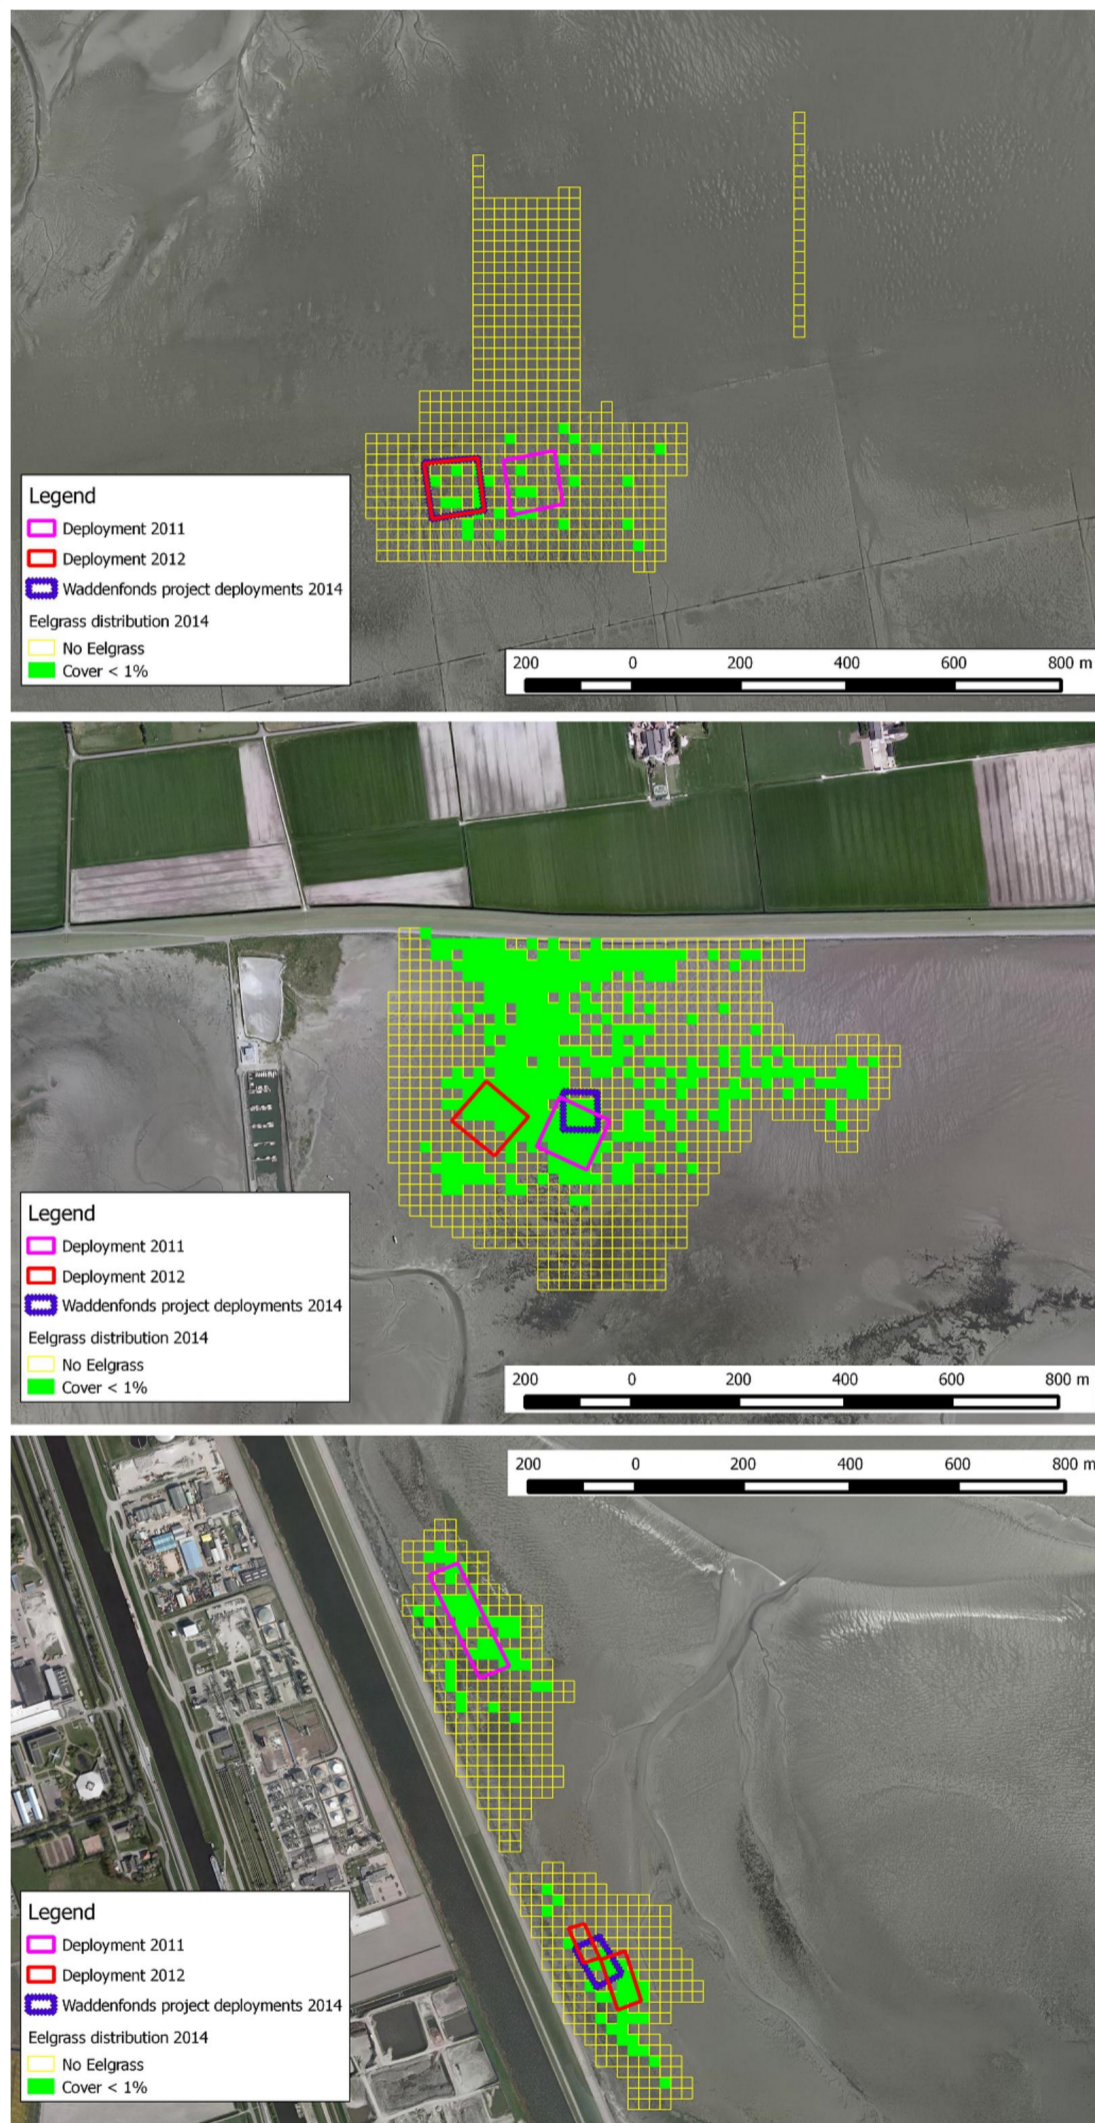 Legend
Deployment 2011
Deployment 2012
Waddenfonds project deployments 2014
Eelgrass distribution 2014
No Eelgrass
Cover < 1%
200 0 200 400 600 800 m
Legend
Deployment 2011
Deployment 2012
Waddenfonds project deployments 2014
Eelgrass distribution 2014
No Eelgrass
Cover < 1%
200 0 200 400 600 800 m
200 0 200 400 600 800 m
Legend
Deployment 2011
Deployment 2012
Waddenfonds project deployments 2014
Eelgrass distribution 2014
No Eelgrass
Cover < 1%